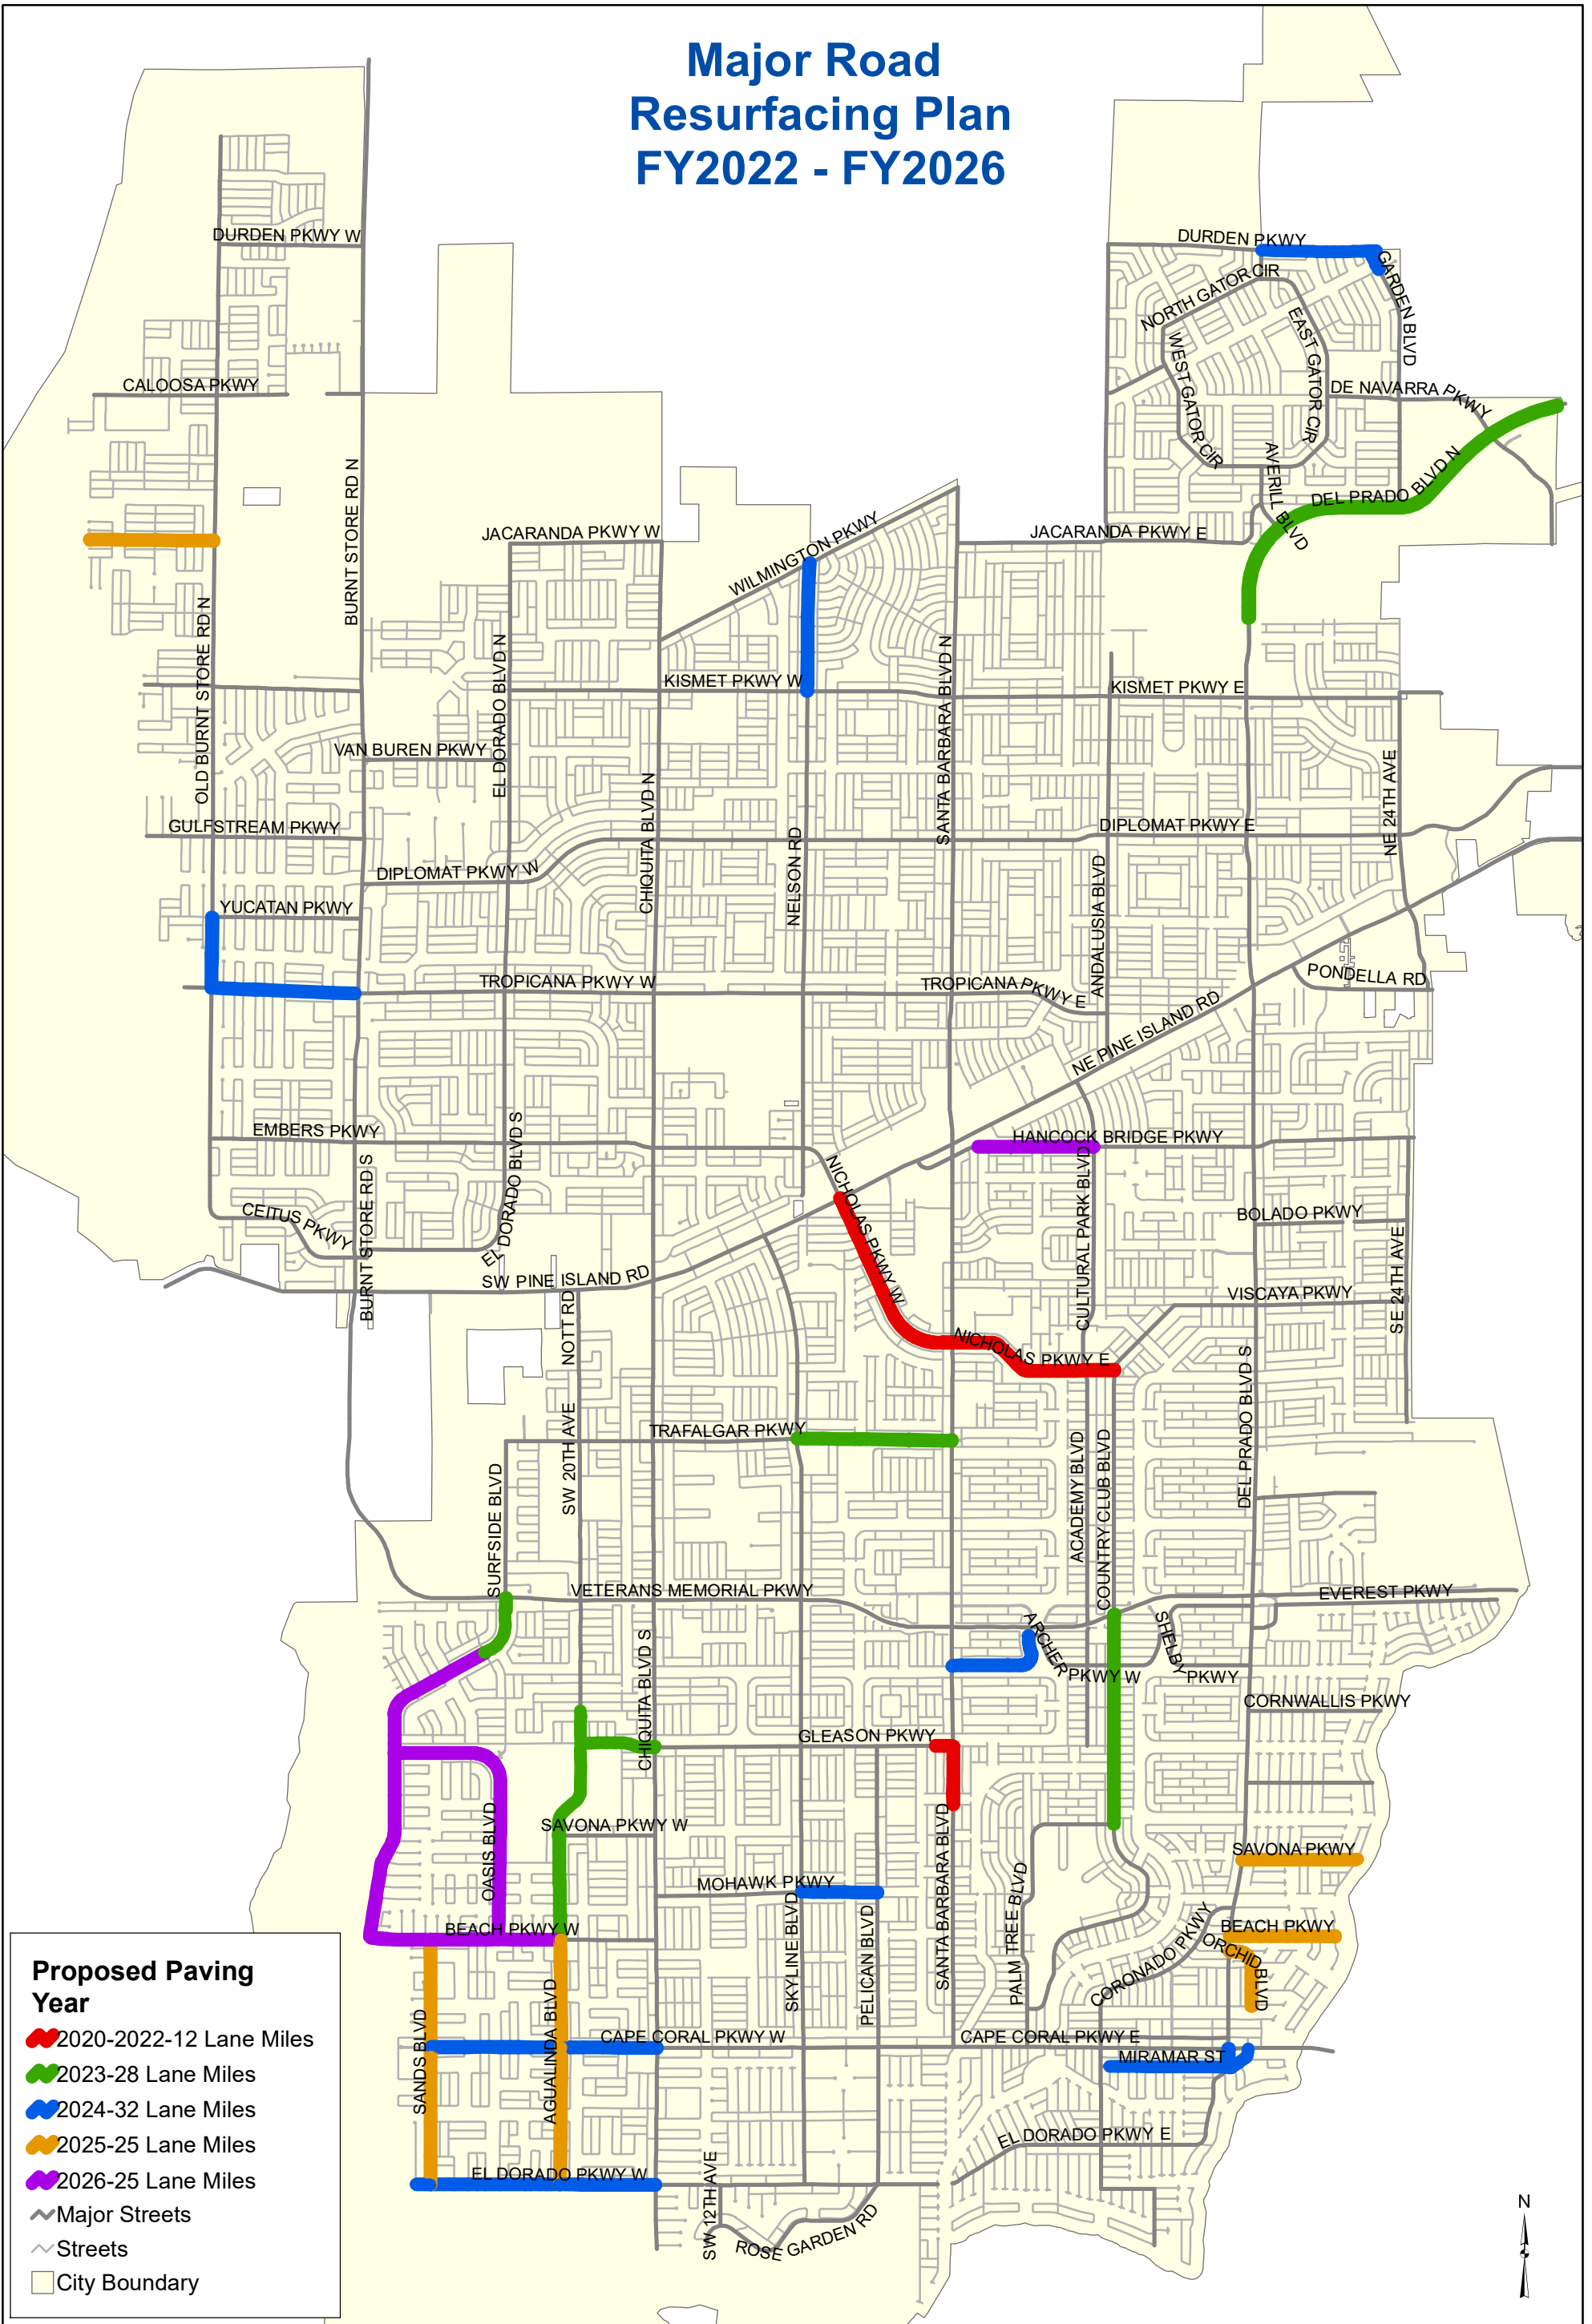 Major Road
Resurfacing Plan
FY2022 - FY2026
DURDEN PKWY W
DURDEN PKWY
GARDEN BLVD
NORTH GATOR CIR
EAST GATOR CIR
WEST GATOR CIR
CALOOSA PKWY
DE NAVARRA PKWY
AVERILL BLVD
DEL PRADO BLVD N
BURNT STORE RD N
JACARANDA PKWY W
WILMINGTON PKWY
JACARANDA PKWY E
OLD BURNT STORE RD N
EL DORADO BLVD N
KISMET PKWY W
SANTA BARBARA BLVD N
KISMET PKWY E
VAN BUREN PKWY
CHIQUITA BLVD N
NE 24TH AVE
GULFSTREAM PKWY
DIPLOMAT PKWY E
DIPLOMAT PKWY W
NELSON RD
ANDALUSIA BLVD
YUCATAN PKWY
TROPICANA PKWY W
TROPICANA PKWY E
PONDELLA RD
NE PINE ISLAND RD
EMBERS PKWY
EL DORADO BLVD S
HANCOCK BRIDGE PKWY
BURNT STORE RD S
NICHOLAS PKWY W
CULTURAL PARK BLVD
CEITUS PKWY
BOLADO PKWY
SE 24TH AVE
SW PINE ISLAND RD
VISCAYA PKWY
NOTT RD
NICHOLAS PKWY E
DEL PRADO BLVD S
TRAFALGAR PKWY
SW 20TH AVE
ACADEMY BLVD
COUNTRY CLUB BLVD
SURFSIDE BLVD
VETERANS MEMORIAL PKWY
EVEREST PKWY
ARCHER PKWY W
SHELBY PKWY
CHIQUITA BLVD S
CORNWALLIS PKWY
GLEASON PKWY
OASIS BLVD
SAVONA PKWY W
SANTA BARBARA BLVD
SAVONA PKWY
MOHAWK PKWY
PALM TREE BLVD
BEACH PKWY W
SKYLINE BLVD
PELICAN BLVD
CORONADO PKWY
BEACH PKWY
ORCHID BLVD
SANDS BLVD
AGUALINDA BLVD
CAPE CORAL PKWY W
CAPE CORAL PKWY E
MIRAMAR ST
EL DORADO PKWY E
EL DORADO PKWY W
SW 12TH AVE
ROSE GARDEN RD
Proposed Paving
Year
2020-2022-12 Lane Miles
2023-28 Lane Miles
2024-32 Lane Miles
2025-25 Lane Miles
2026-25 Lane Miles
Major Streets
Streets
City Boundary
N